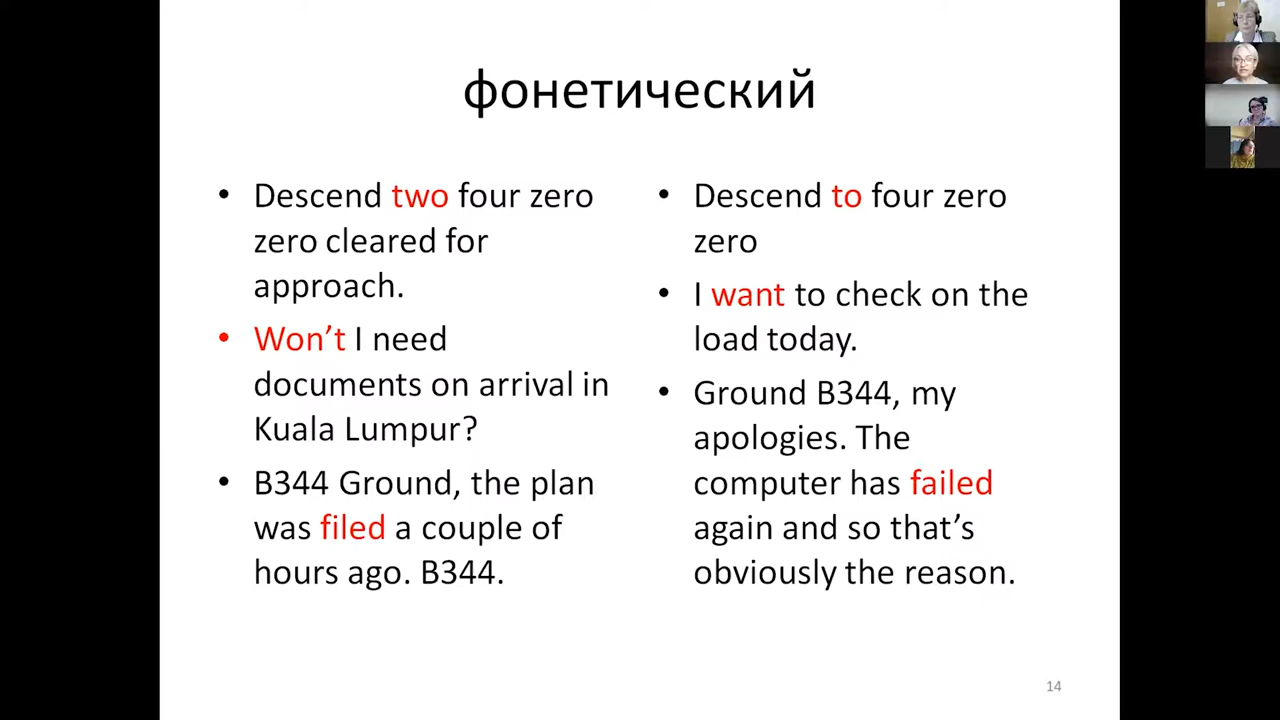 фонетический
• Descend two four zero
zero cleared for
approach.
• Won’t I need
documents on arrival in
Kuala Lumpur?
• B344 Ground, the plan
was filed a couple of
hours ago. B344.
• Descend to four zero
zero
• I want to check on the
load today.
• Ground B344, my
apologies. The
computer has failed
again and so that’s
obviously the reason.
14